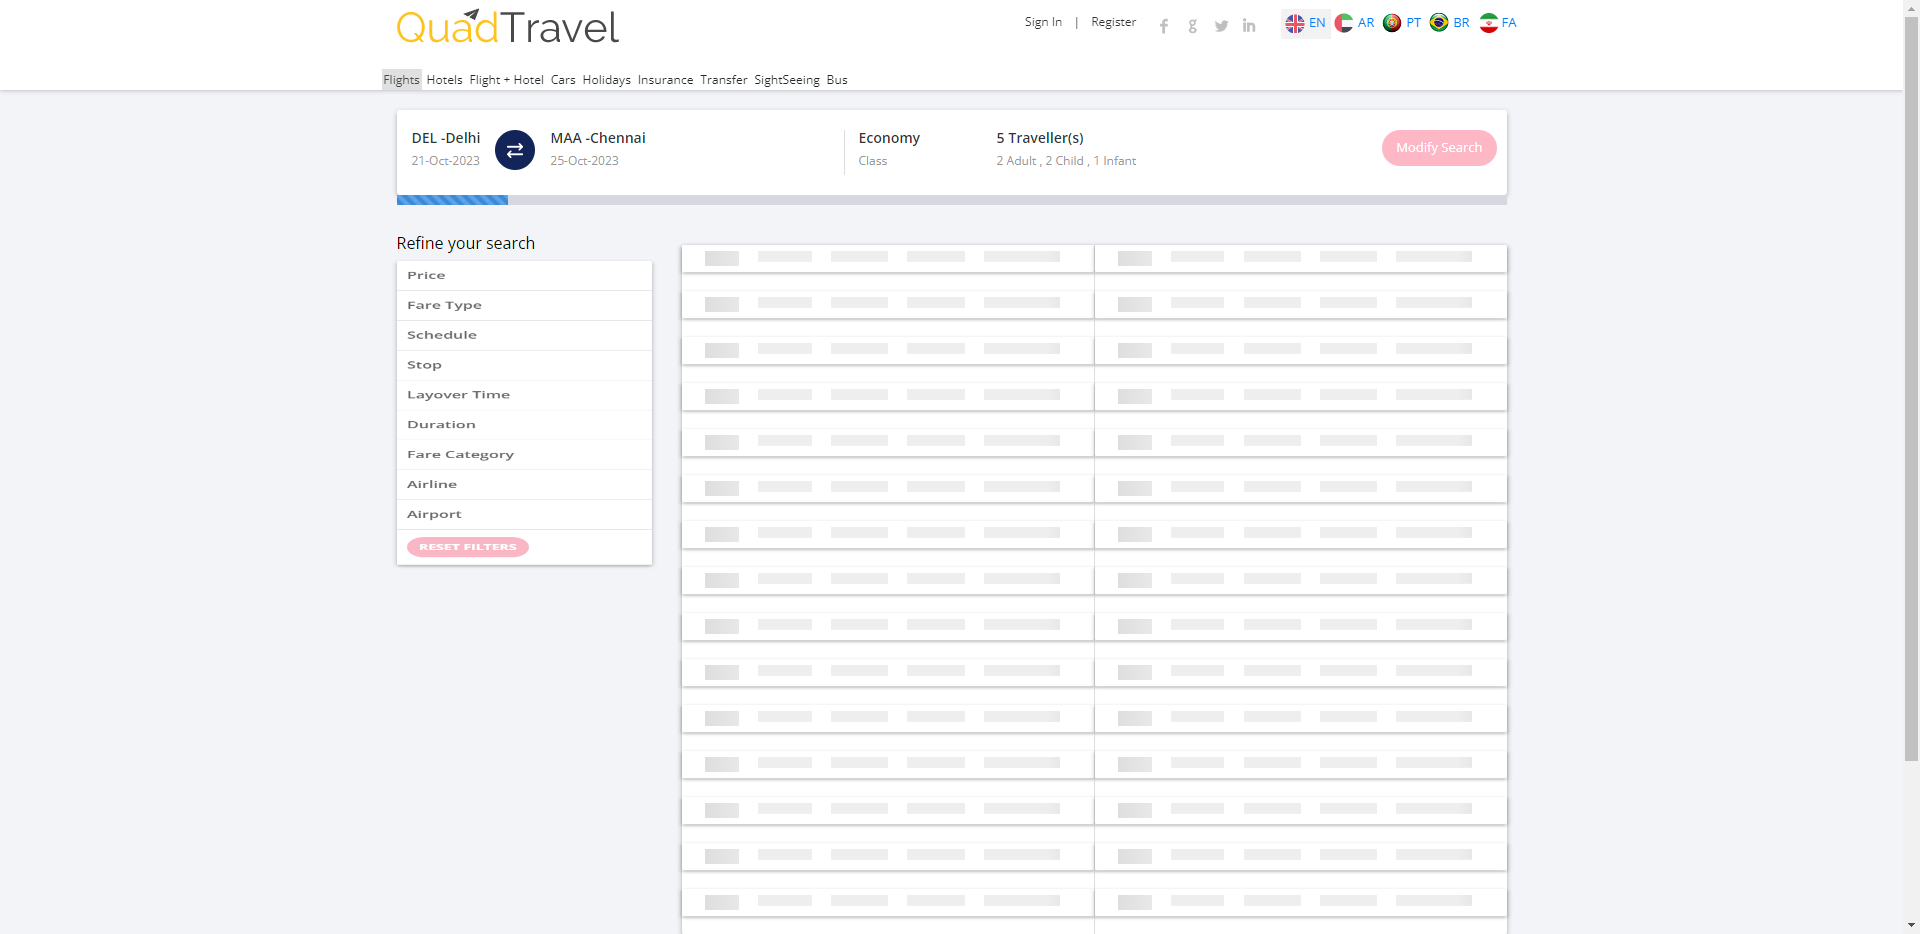 QuadTravel
Sign In | Register
EN AR PT BR FA
Flights Hotels Flight + Hotel Cars Holidays Insurance Transfer SightSeeing Bus
DEL -Delhi
21-Oct-2023
MAA -Chennai
25-Oct-2023
Economy
Class
5 Traveller(s)
2 Adult , 2 Child , 1 Infant
Modify Search
Refine your search
Price
Fare Type
Schedule
Stop
Layover Time
Duration
Fare Category
Airline
Airport
RESET FILTERS